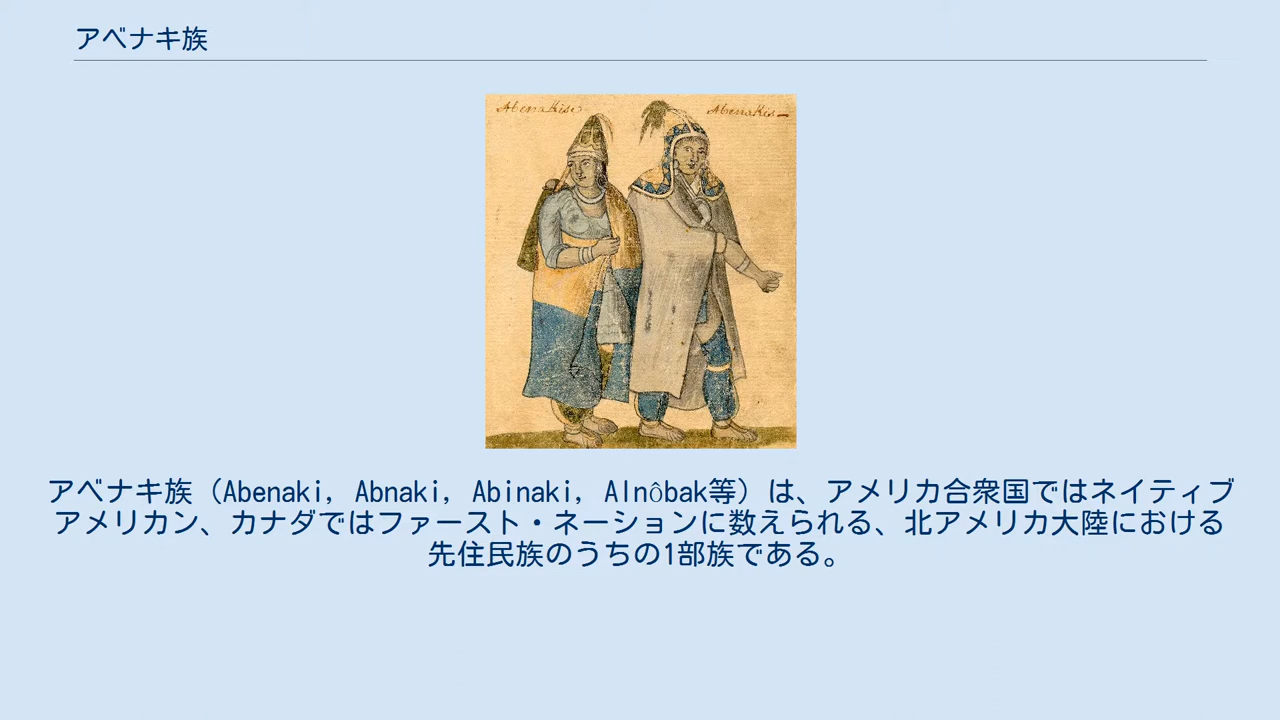 アベナキ族
Abenakise Abenakis
アベナキ族（Abenaki, Abnaki, Abinaki, Alnôbak等）は、アメリカ合衆国ではネイティブ
アメリカン、カナダではファースト・ネーションに数えられる、北アメリカ大陸における
先住民族のうちの1部族である。